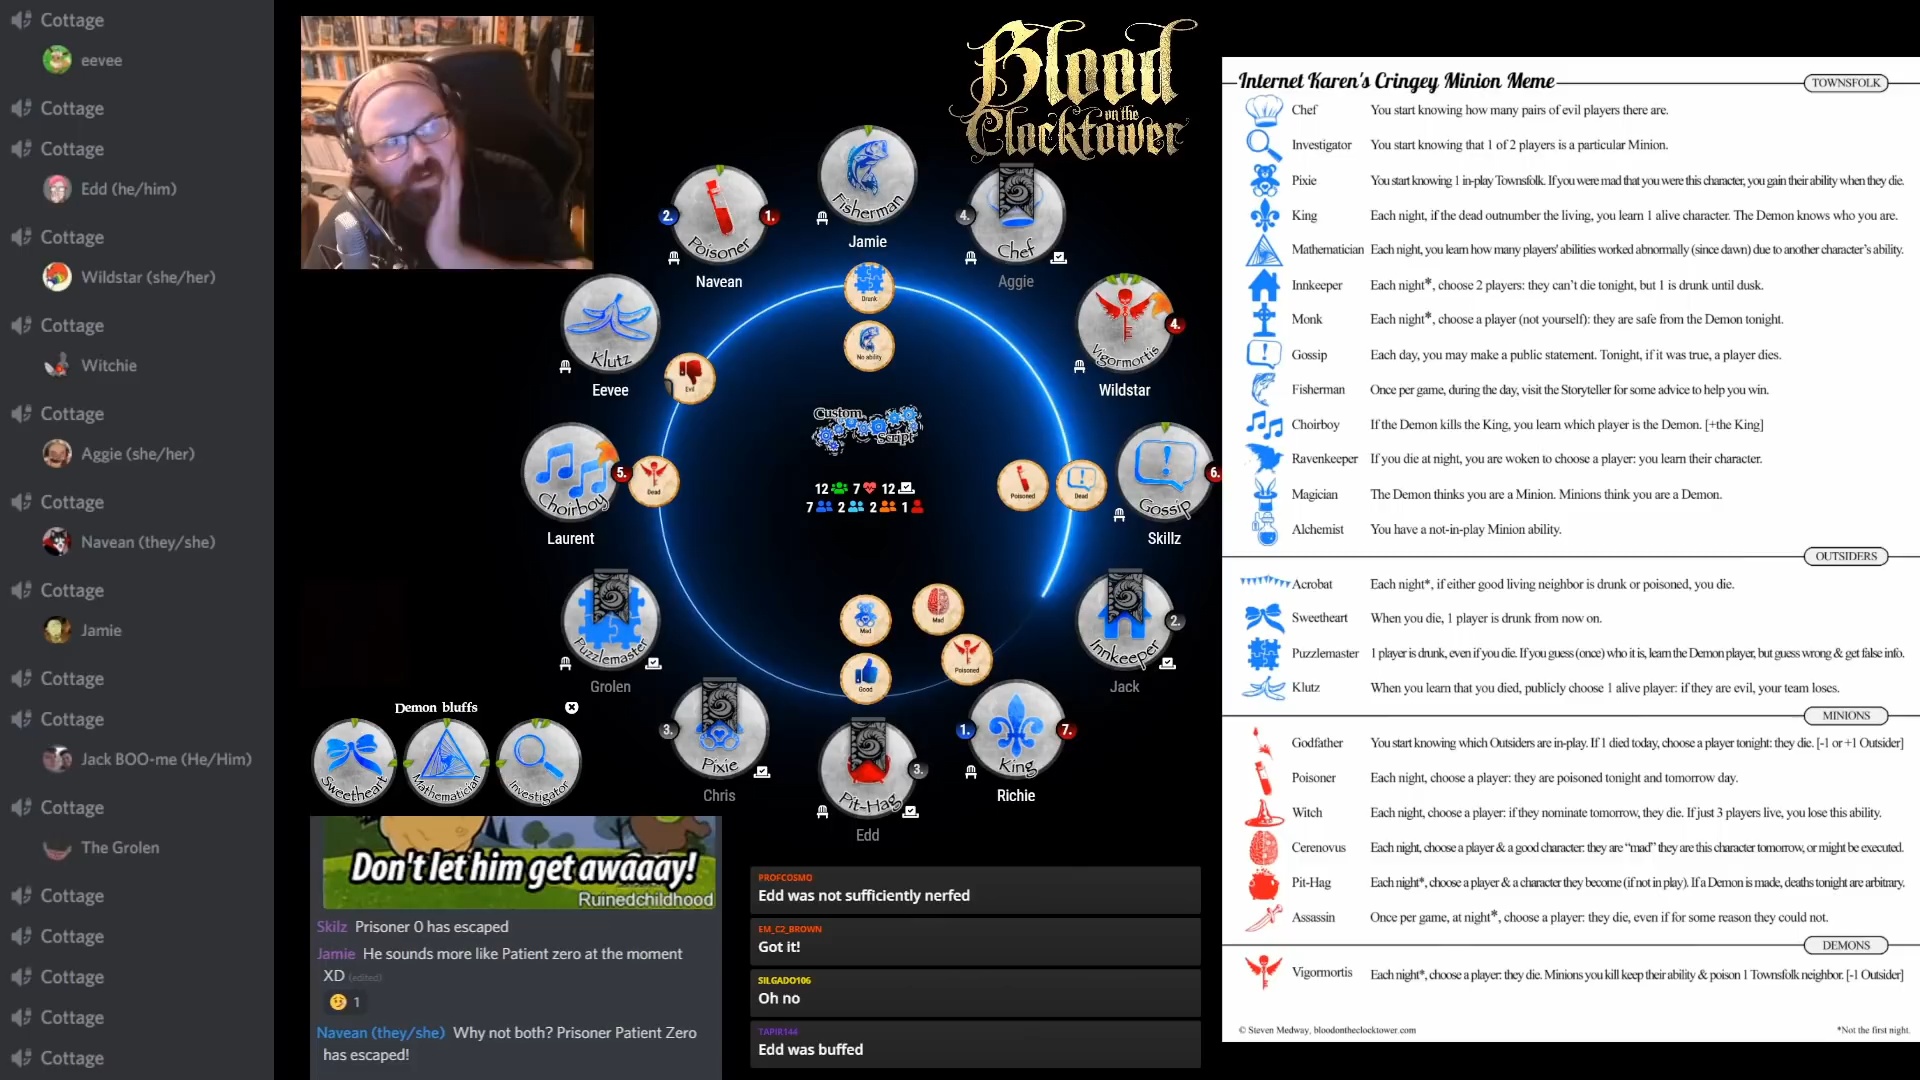 Cottage
eevee
Cottage
Cottage
Edd (he/him)
Cottage
Wildstar (she/her)
Cottage
Witchie
Cottage
Aggie (she/her)
Cottage
Navean (they/she)
Cottage
Jamie
Cottage
Cottage
Jack BOO-me (He/Him)
Cottage
The Grolen
Cottage
Cottage
Cottage
Cottage
Cottage
Blood
on the
Clocktower
Fisherman
Jamie
Poisoner
2.
1.
Navean
Chef
4.
Aggie
Klutz
Eevee
Vigormortis
4.
Wildstar
Drunk
No ability
Evil
Custom
Script
Choirboy
5.
Dead
Laurent
12 7 12
7 2 2 1
Poisoned
Dead
Gossip
6.
Skillz
Puzzlemaster
Grolen
Innkeeper
2.
Jack
Mad
Mad
Good
Poisoned
Pixie
3.
Chris
Pit-Hag
3.
Edd
King
1.
7.
Richie
Demon bluffs
Sweetheart
Mathematician
Investigator
Don't let him get awaaay!
Ruinedchildhood
Skilz Prisoner 0 has escaped
Jamie He sounds more like Patient zero at the moment
XD (edited)
1
Navean (they/she) Why not both? Prisoner Patient Zero
has escaped!
PROFCOSMO
Edd was not sufficiently nerfed
EM_C2_BROWN
Got it!
SILGADO106
Oh no
TAPIR144
Edd was buffed
Internet Karen's Cringey Minion Meme
TOWNSFOLK
Chef You start knowing how many pairs of evil players there are.
Investigator You start knowing that 1 of 2 players is a particular Minion.
Pixie You start knowing 1 in-play Townsfolk. If you were mad that you were this character, you gain their ability when they die.
King Each night, if the dead outnumber the living, you learn 1 alive character. The Demon knows who you are.
Mathematician Each night, you learn how many players' abilities worked abnormally (since dawn) due to another character's ability.
Innkeeper Each night*, choose 2 players: they can't die tonight, but 1 is drunk until dusk.
Monk Each night*, choose a player (not yourself): they are safe from the Demon tonight.
Gossip Each day, you may make a public statement. Tonight, if it was true, a player dies.
Fisherman Once per game, during the day, visit the Storyteller for some advice to help you win.
Choirboy If the Demon kills the King, you learn which player is the Demon. [+the King]
Ravenkeeper If you die at night, you are woken to choose a player: you learn their character.
Magician The Demon thinks you are a Minion. Minions think you are a Demon.
Alchemist You have a not-in-play Minion ability.
OUTSIDERS
Acrobat Each night*, if either good living neighbor is drunk or poisoned, you die.
Sweetheart When you die, 1 player is drunk from now on.
Puzzlemaster 1 player is drunk, even if you die. If you guess (once) who it is, learn the Demon player, but guess wrong & get false info.
Klutz When you learn that you died, publicly choose 1 alive player: if they are evil, your team loses.
MINIONS
Godfather You start knowing which Outsiders are in-play. If 1 died today, choose a player tonight: they die. [-1 or +1 Outsider]
Poisoner Each night, choose a player: they are poisoned tonight and tomorrow day.
Witch Each night, choose a player: if they nominate tomorrow, they die. If just 3 players live, you lose this ability.
Cerenovus Each night, choose a player & a good character: they are “mad” they are this character tomorrow, or might be executed.
Pit-Hag Each night*, choose a player & a character they become (if not in play). If a Demon is made, deaths tonight are arbitrary.
Assassin Once per game, at night*, choose a player: they die, even if for some reason they could not.
DEMONS
Vigormortis Each night*, choose a player: they die. Minions you kill keep their ability & poison 1 Townsfolk neighbor. [-1 Outsider]
© Steven Medway, bloodontheclocktower.com
*Not the first night.